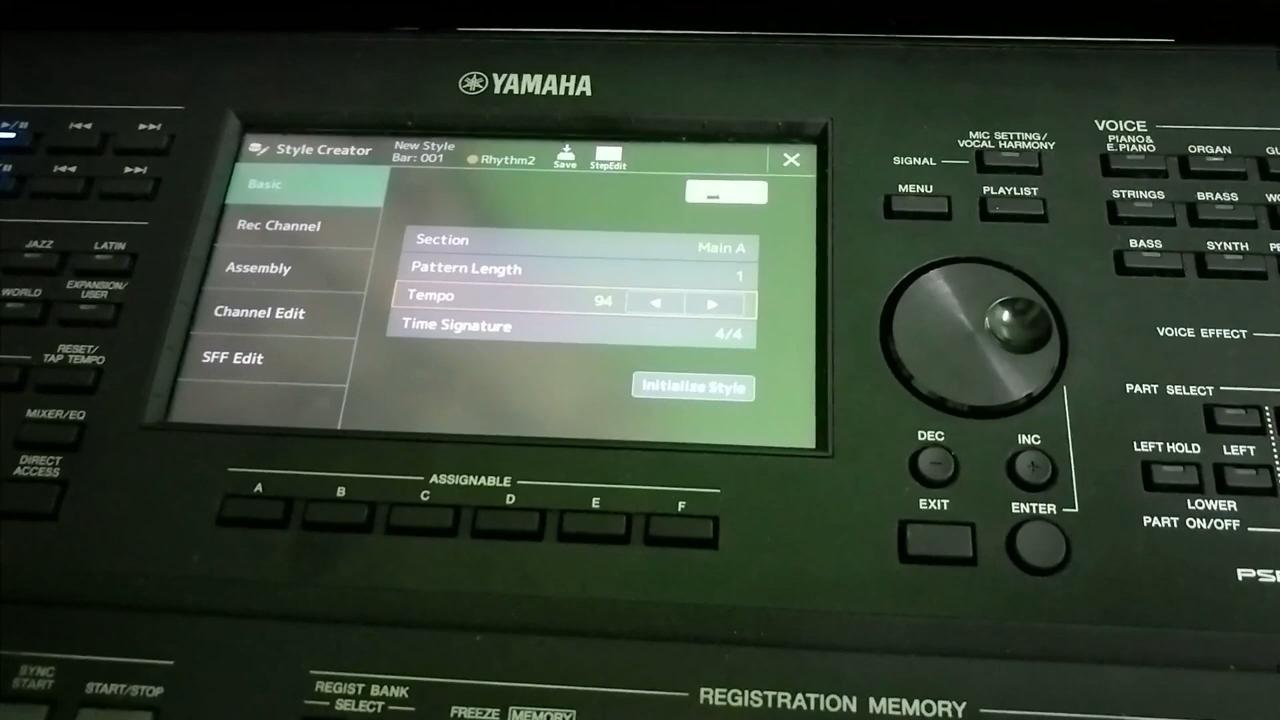 YAMAHA
Style Creator
New Style
Bar: 001
Rhythm2
Save
StepEdit
Basic
Rec Channel
Assembly
Channel Edit
SFF Edit
Section
Main A
Pattern Length
1
Tempo
94
Time Signature
4/4
Initialize Style
JAZZ
LATIN
WORLD
EXPANSION/
USER
RESET/
TAP TEMPO
MIXER/EQ
DIRECT
ACCESS
ASSIGNABLE
A
B
C
D
E
F
SIGNAL
MIC SETTING/
VOCAL HARMONY
MENU
PLAYLIST
DEC
INC
EXIT
ENTER
VOICE
PIANO &
E.PIANO
ORGAN
STRINGS
BRASS
BASS
SYNTH
VOICE EFFECT
PART SELECT
LEFT HOLD
LEFT
LOWER
PART ON/OFF
SYNC
START
START/STOP
REGIST BANK
SELECT
FREEZE
MEMORY
REGISTRATION MEMORY